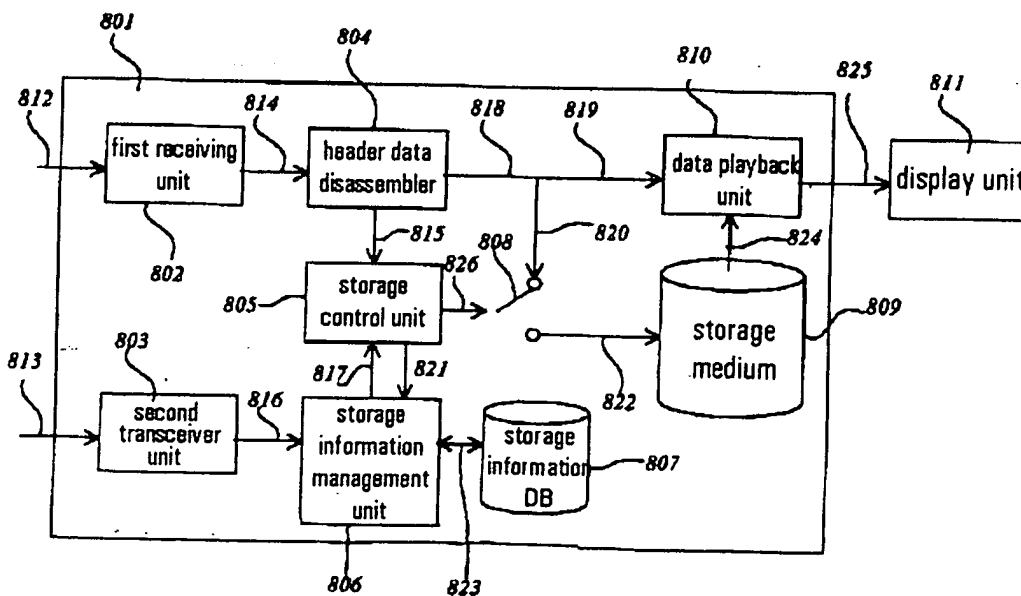 801
804
810
825
811
812
814
818
819
first receiving
unit
header data
disassembler
data playback
unit
display unit
802
815
820
824
808
826
805
storage
control unit
storage
medium
809
813
803
817
821
822
second
transceiver
unit
816
storage
information
management
unit
storage
information
DB
807
806
823